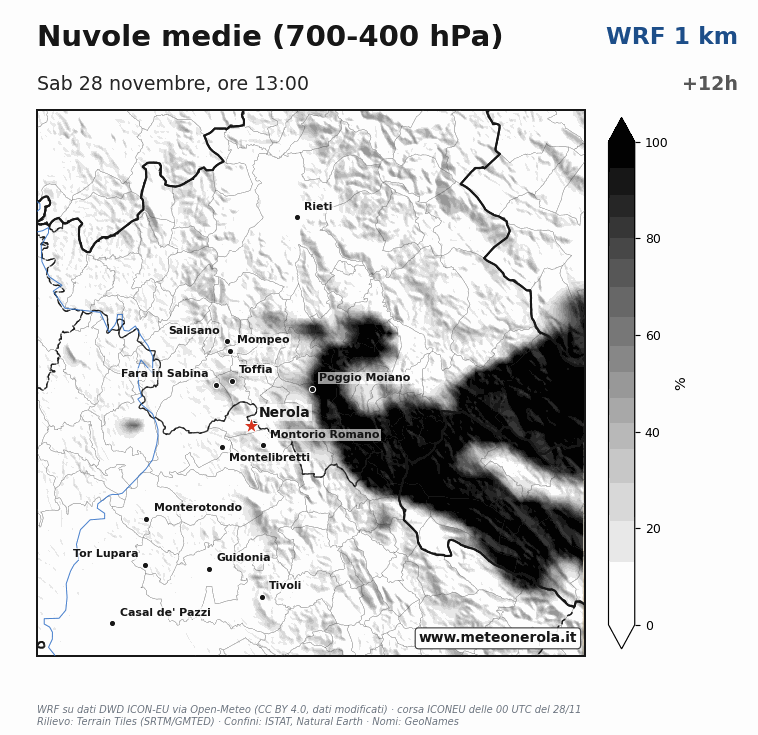 Nuvole medie (700-400 hPa)
WRF 1 km
Sab 28 novembre, ore 13:00
+12h
100
80
60
40
20
0
%
Rieti
Salisano
Mompeo
Toffia
Fara in Sabina
Poggio Moiano
Nerola
Montorio Romano
Montelibretti
Monterotondo
Tor Lupara
Guidonia
Tivoli
Casal de' Pazzi
www.meteonerola.it
WRF su dati DWD ICON-EU via Open-Meteo (CC BY 4.0, dati modificati) · corsa ICONEU delle 00 UTC del 28/11
Rilievo: Terrain Tiles (SRTM/GMTED) · Confini: ISTAT, Natural Earth · Nomi: GeoNames